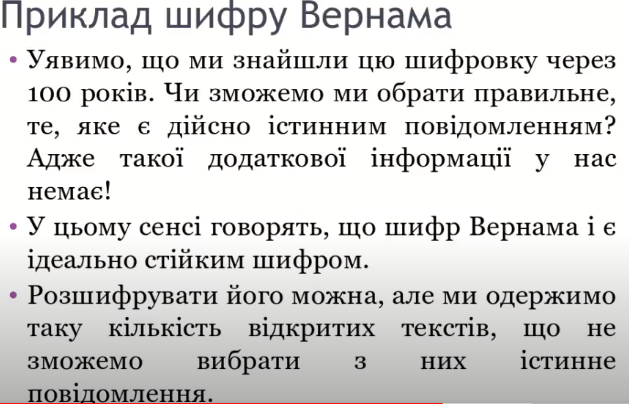 Приклад шифру Вернама
• Уявимо, що ми знайшли цю шифровку через
100 років. Чи зможемо ми обрати правильне,
те, яке є дійсно істинним повідомленням?
Адже такої додаткової інформації у нас
немає!
• У цьому сенсі говорять, що шифр Вернама і є
ідеально стійким шифром.
• Розшифрувати його можна, але ми одержимо
таку кількість відкритих текстів, що не
зможемо вибрати з них істинне
повідомлення.